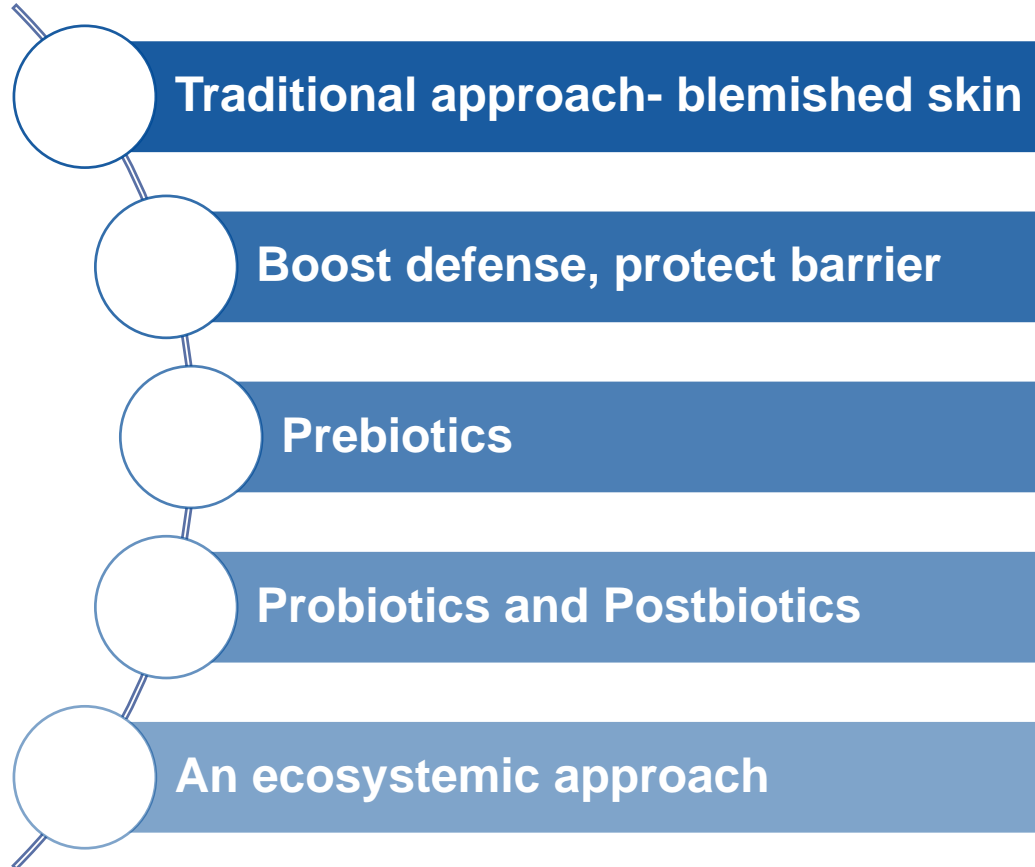 Traditional approach- blemished skin
Boost defense, protect barrier
Prebiotics
Probiotics and Postbiotics
An ecosystemic approach